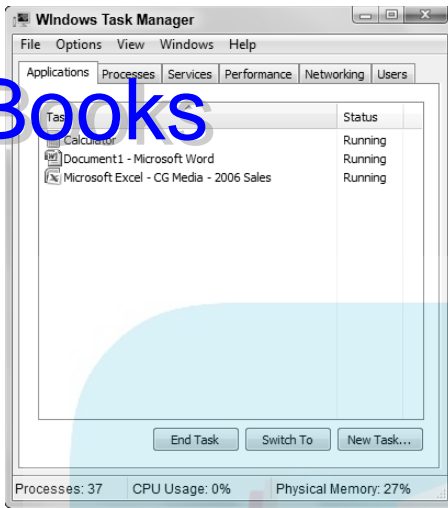 WIndows Task Manager
File Options View Windows Help
Applications Processes Services Performance Networking Users
Books
Task Status
Calculator Running
Document1 - Microsoft Word Running
Microsoft Excel - CG Media - 2006 Sales Running
End Task Switch To New Task...
Processes: 37 CPU Usage: 0% Physical Memory: 27%